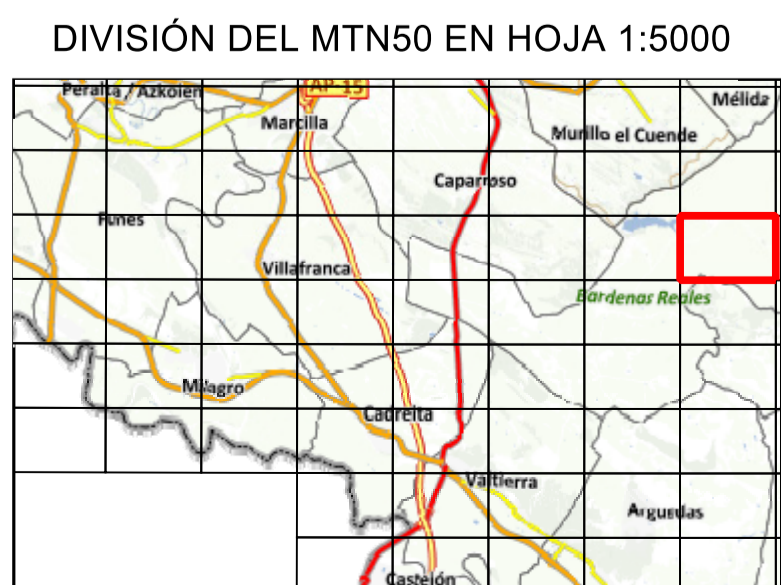 DIVISIÓN DEL MTN50 EN HOJA 1:5000
Peralta / Azkoien
AP-15
Mélida
Marcilla
Murillo el Cuende
Caparroso
Funes
Villafranca
Bardenas Reales
Milagro
Cadreita
Valtierra
Arguedas
Castejón